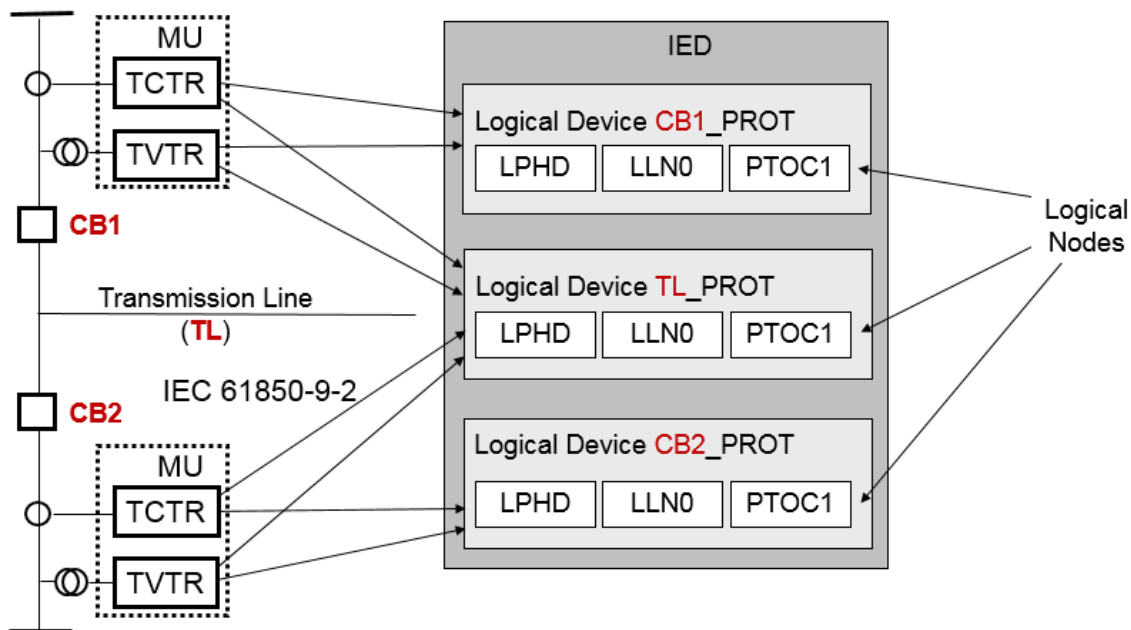 MU
TCTR
TVTR
CB1
Transmission Line
(TL)
IEC 61850-9-2
CB2
MU
TCTR
TVTR
IED
Logical Device CB1_PROT
LPHD LLN0 PTOC1
Logical Device TL_PROT
LPHD LLN0 PTOC1
Logical Device CB2_PROT
LPHD LLN0 PTOC1
Logical
Nodes